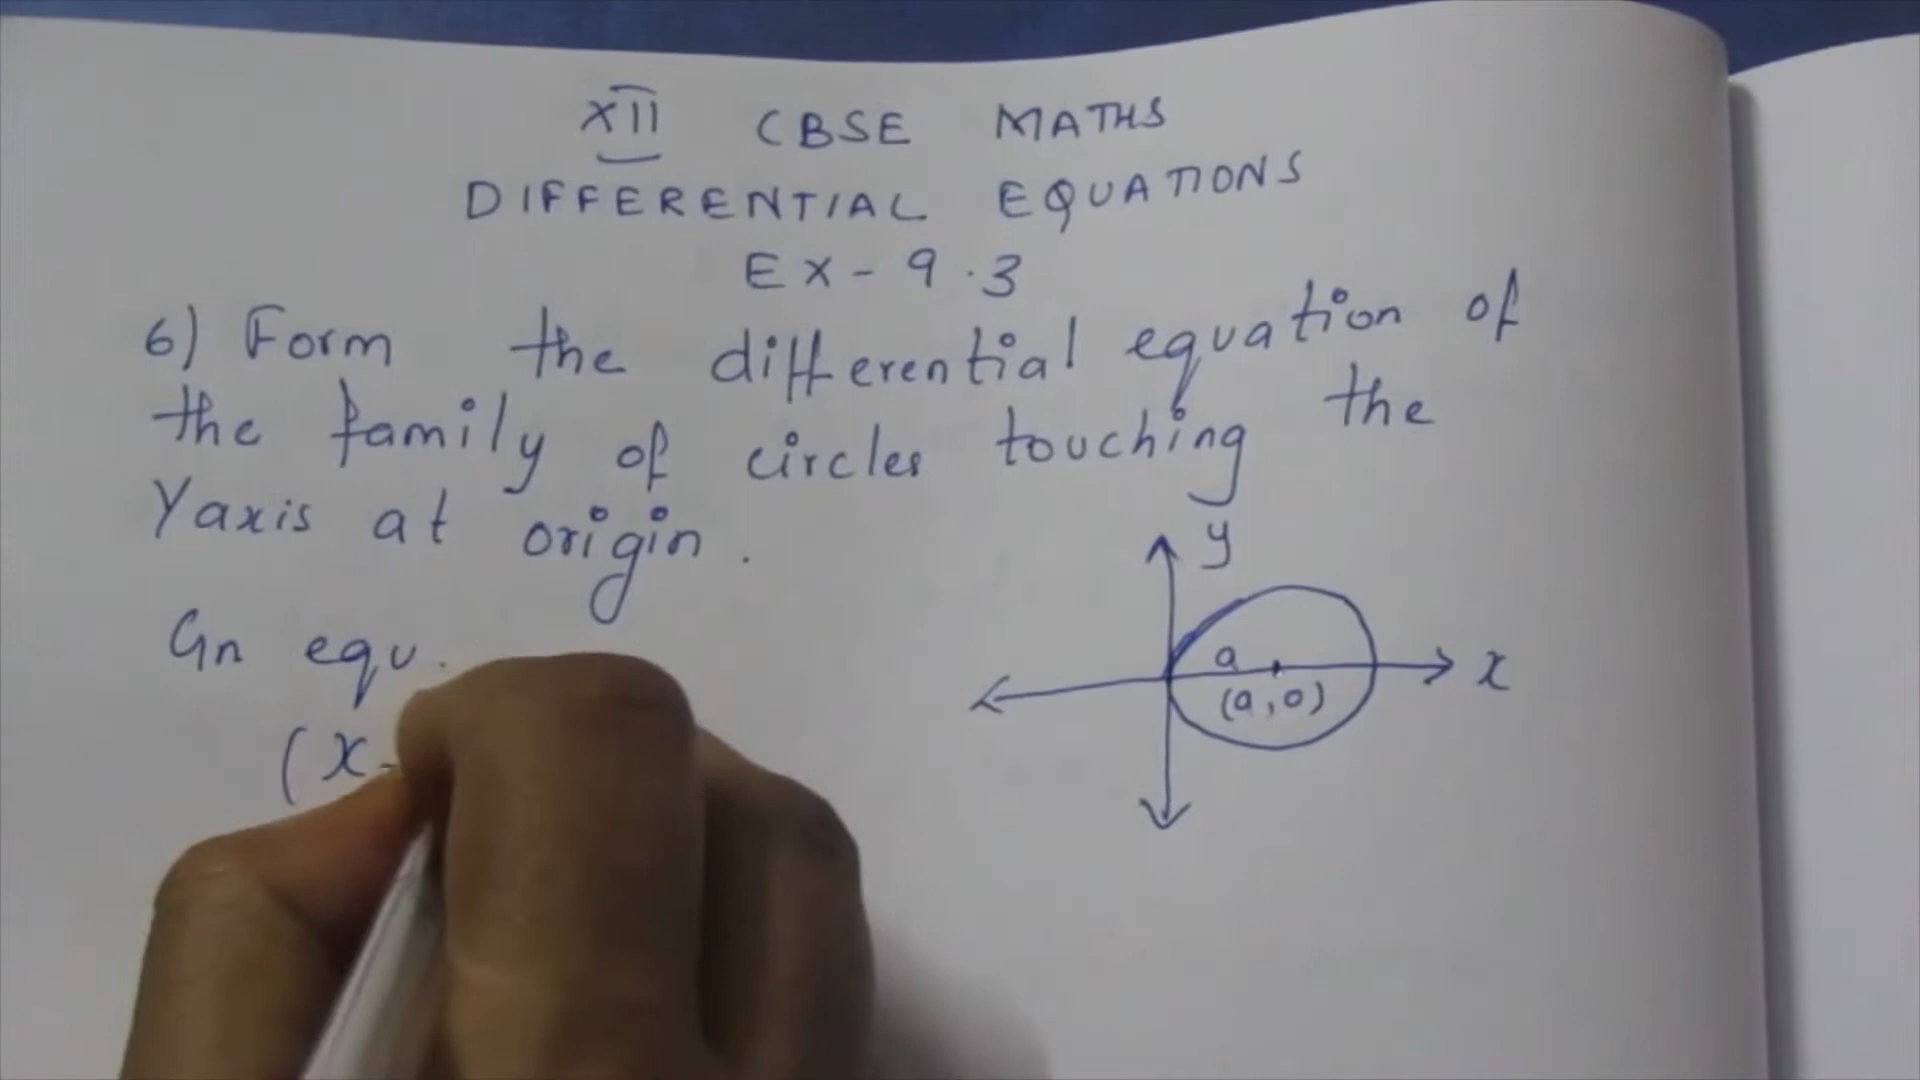 XII CBSE MATHS
DIFFERENTIAL EQUATIONS
EX-9.3
6) Form the differential equation of
the family of circles touching the
Yaxis at origin.
y
a
x
(a,0)
Gn equ.
(x-